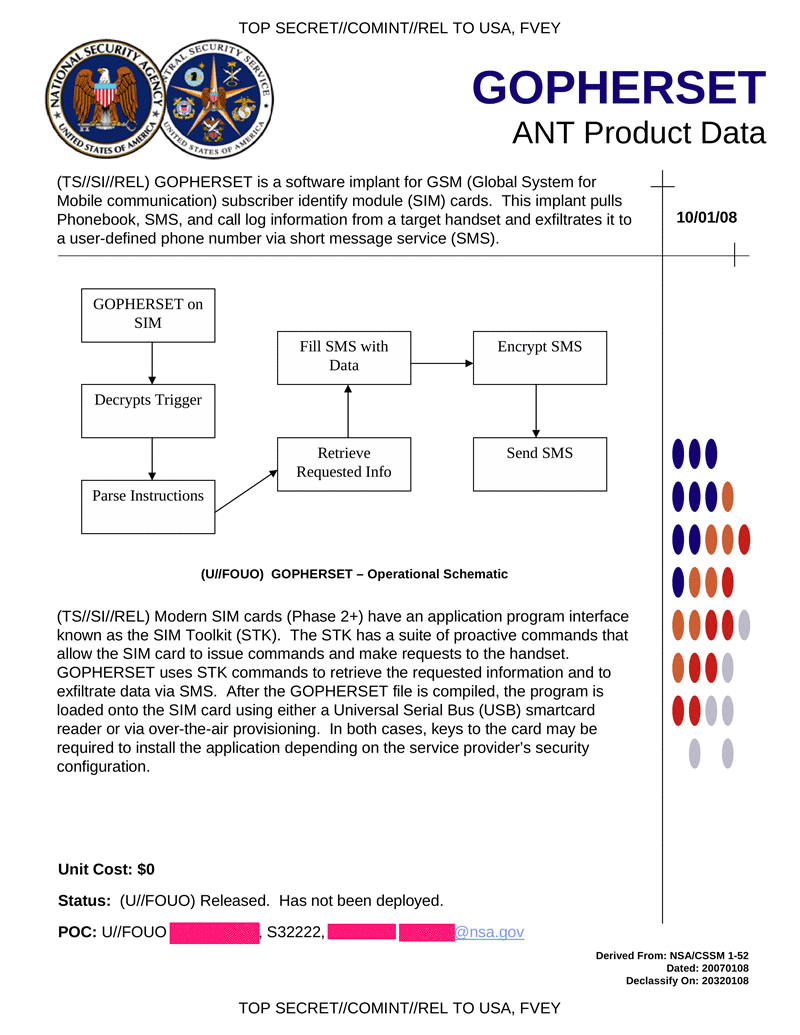 TOP SECRET//COMINT//REL TO USA, FVEY
NATIONAL SECURITY AGENCY
UNITED STATES OF AMERICA
TRAL SECURITY SERVICE
UNITED STATES OF AMERICA
GOPHERSET
ANT Product Data
(TS//SI//REL) GOPHERSET is a software implant for GSM (Global System for
Mobile communication) subscriber identify module (SIM) cards.  This implant pulls
Phonebook, SMS, and call log information from a target handset and exfiltrates it to
a user-defined phone number via short message service (SMS).
10/01/08
GOPHERSET on
SIM
Decrypts Trigger
Parse Instructions
Fill SMS with
Data
Retrieve
Requested Info
Encrypt SMS
Send SMS
(U//FOUO)  GOPHERSET – Operational Schematic
(TS//SI//REL) Modern SIM cards (Phase 2+) have an application program interface
known as the SIM Toolkit (STK).  The STK has a suite of proactive commands that
allow the SIM card to issue commands and make requests to the handset.
GOPHERSET uses STK commands to retrieve the requested information and to
exfiltrate data via SMS.  After the GOPHERSET file is compiled, the program is
loaded onto the SIM card using either a Universal Serial Bus (USB) smartcard
reader or via over-the-air provisioning.  In both cases, keys to the card may be
required to install the application depending on the service provider's security
configuration.
Unit Cost: $0
Status:  (U//FOUO) Released.  Has not been deployed.
POC: U//FOUO , S32222, @nsa.gov
Derived From: NSA/CSSM 1-52
Dated: 20070108
Declassify On: 20320108
TOP SECRET//COMINT//REL TO USA, FVEY